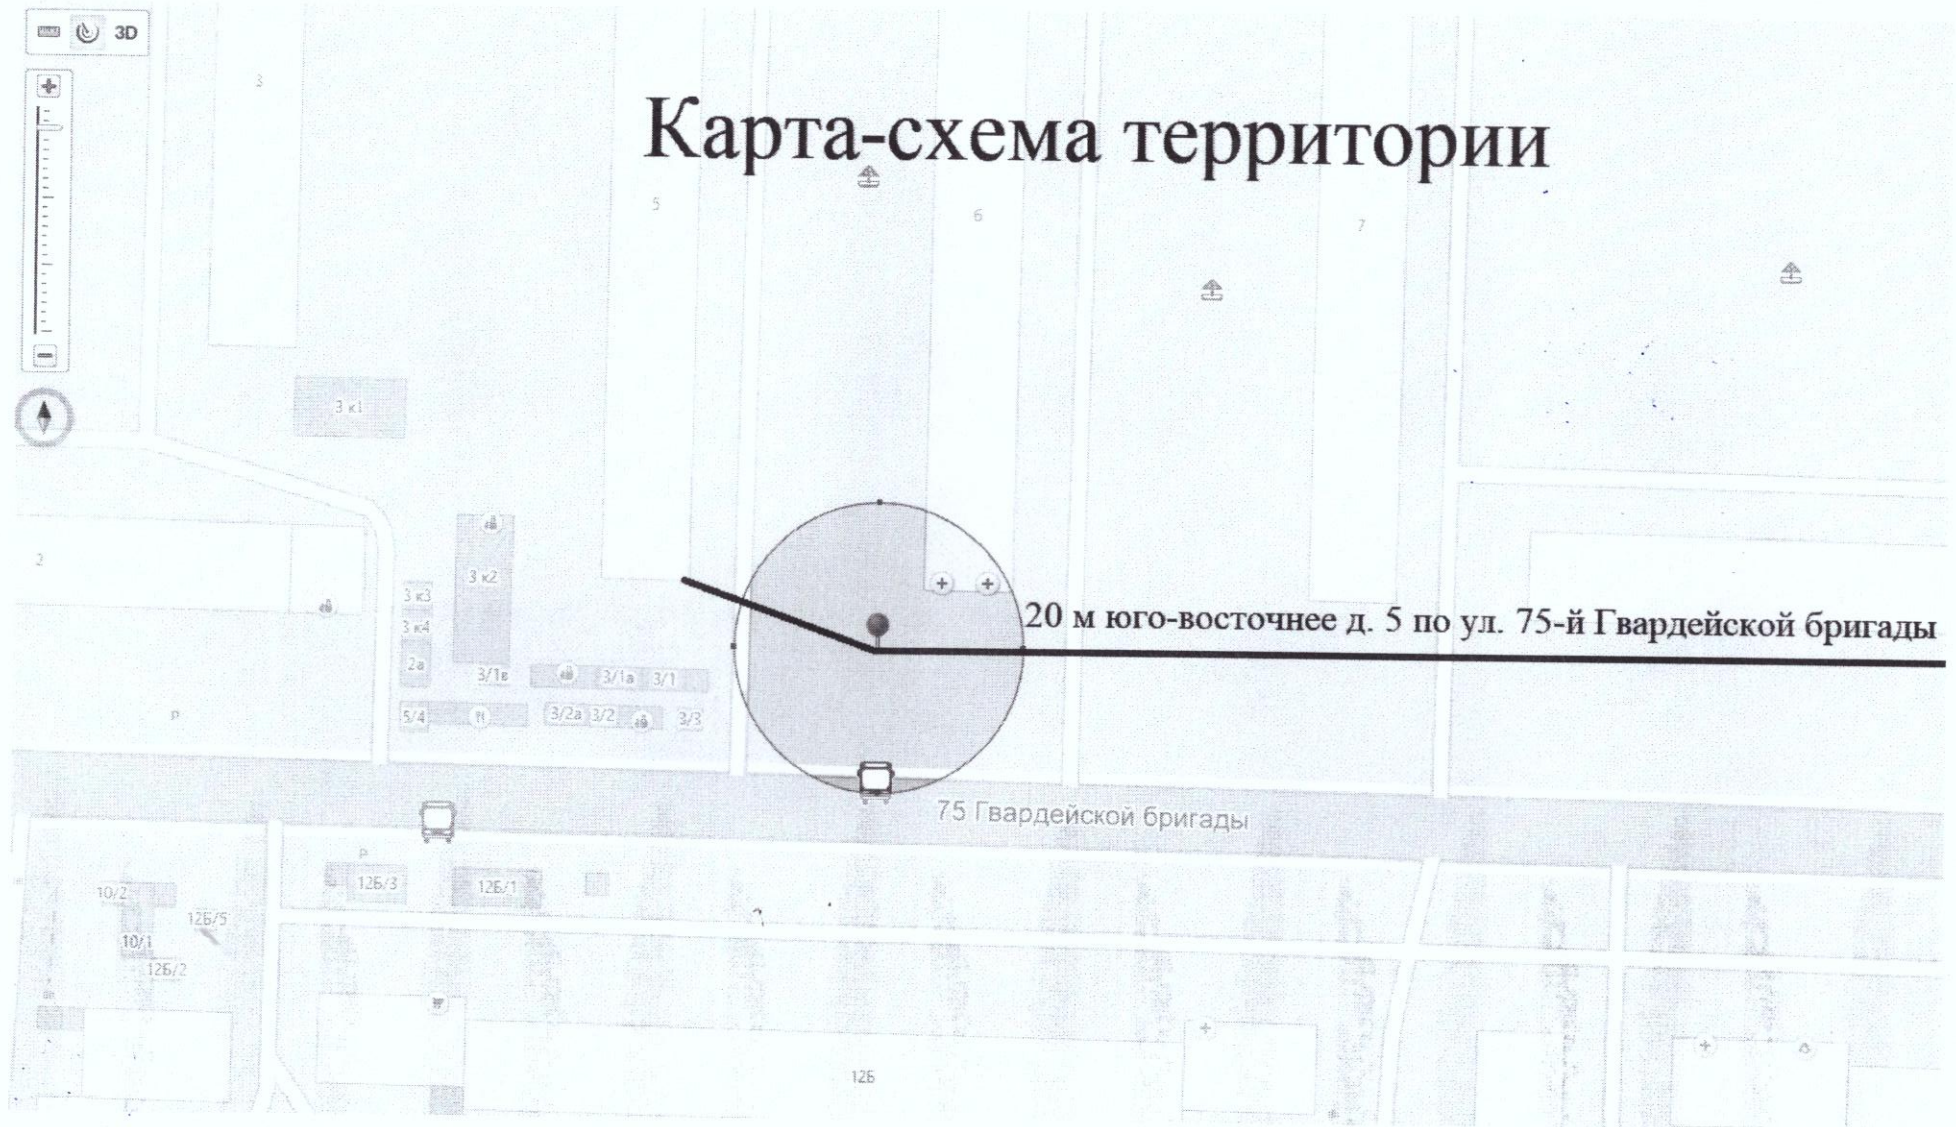 3D
3
Карта-схема территории
5
6
7
3 к1
2
3 к2
3 к3
3 к4
2а
3/1в
3/1а
3/1
20 м юго-восточнее д. 5 по ул. 75-й Гвардейской бригады
P
5/4
3/2а
3/2
3/3
75 Гвардейской бригады
P
10/2
12Б/3
12Б/1
12Б/5
10/1
12Б/2
12Б